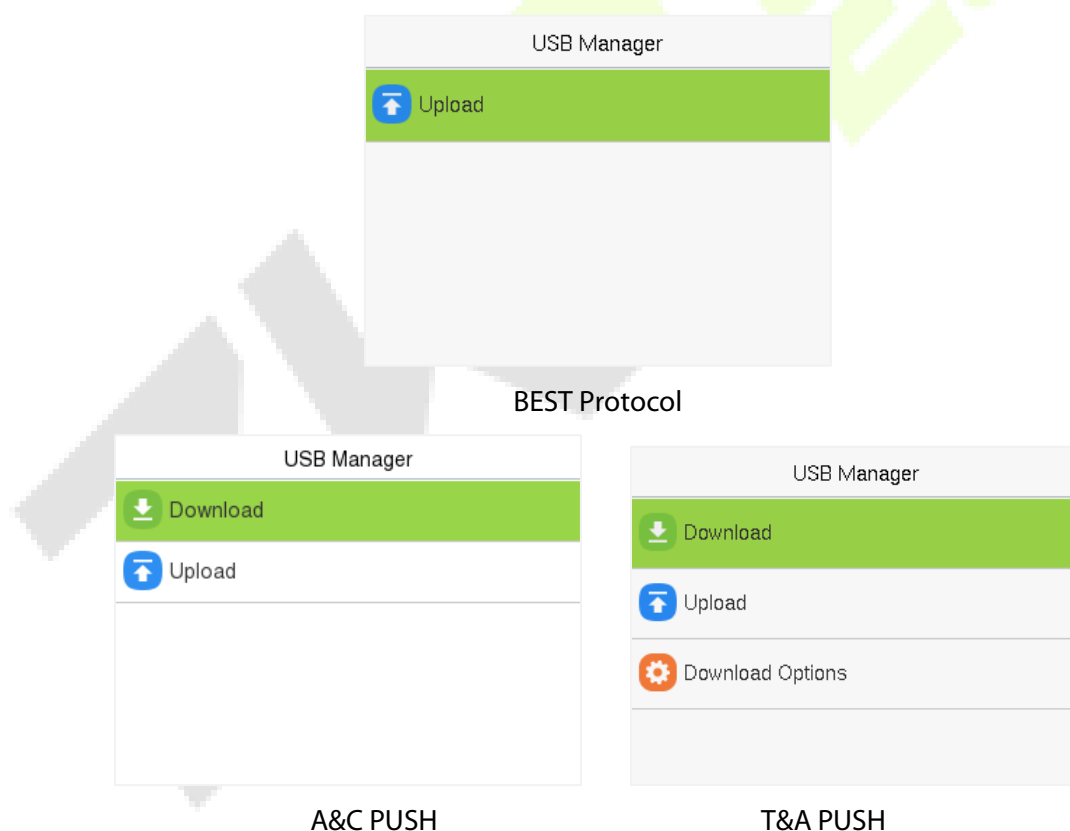 USB Manager
Upload
BEST Protocol
USB Manager
Download
Upload
A&C PUSH
USB Manager
Download
Upload
Download Options
T&A PUSH